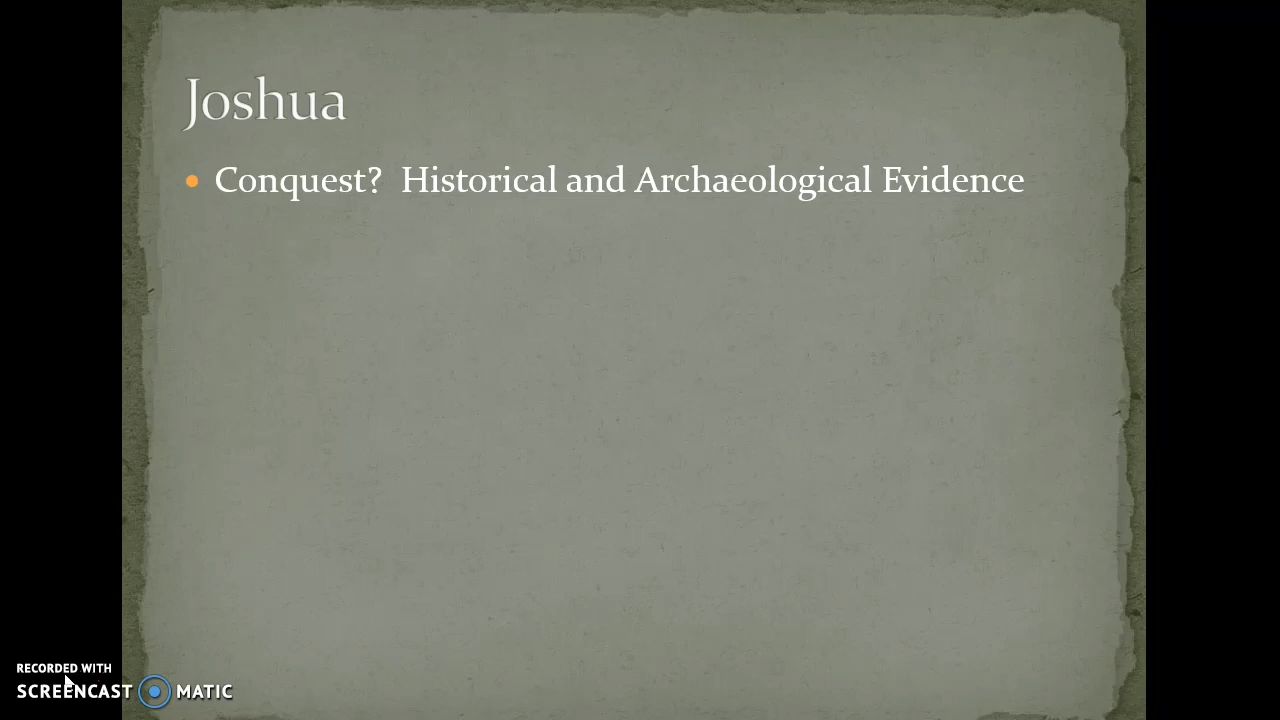 Joshua
Conquest?  Historical and Archaeological Evidence
RECORDED WITH
SCREENCAST MATIC